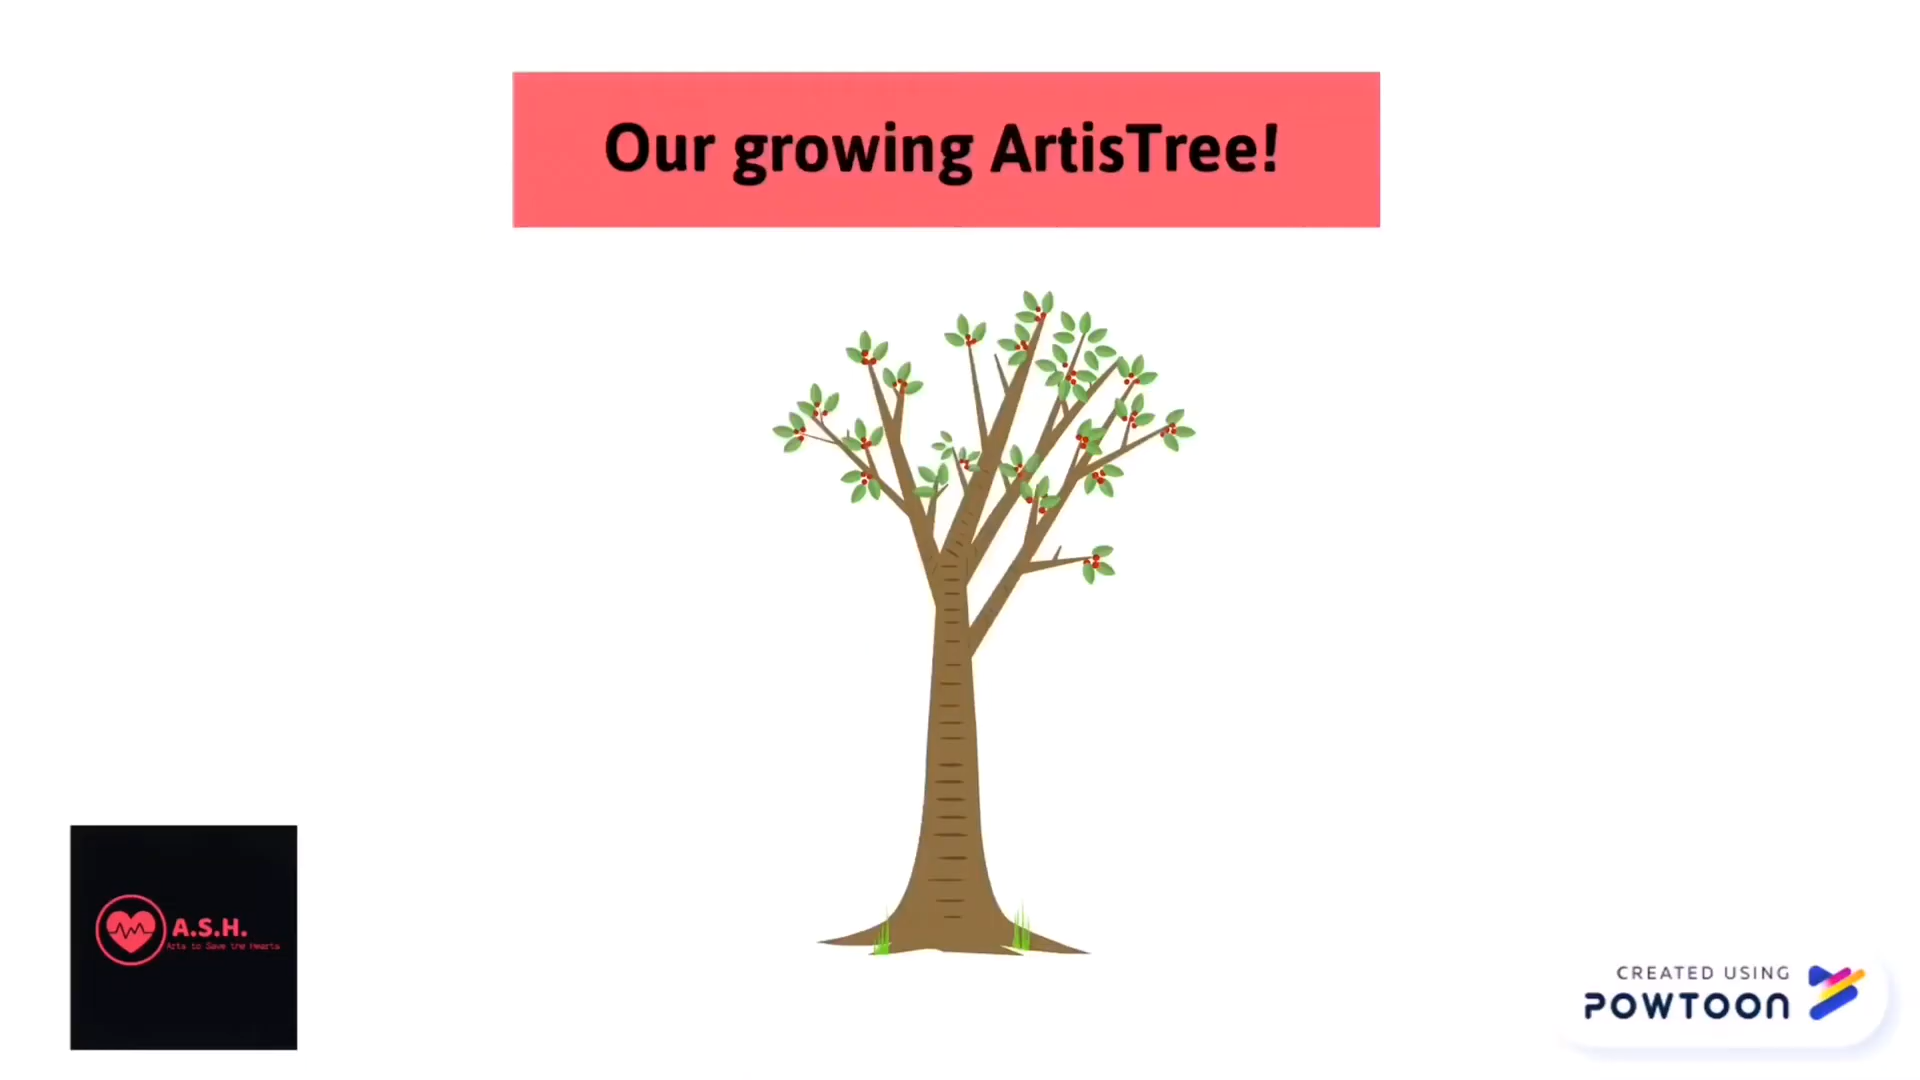 Our growing ArtisTree!
A.S.H.
Arts to Save the Hearts
CREATED USING
POWTOON